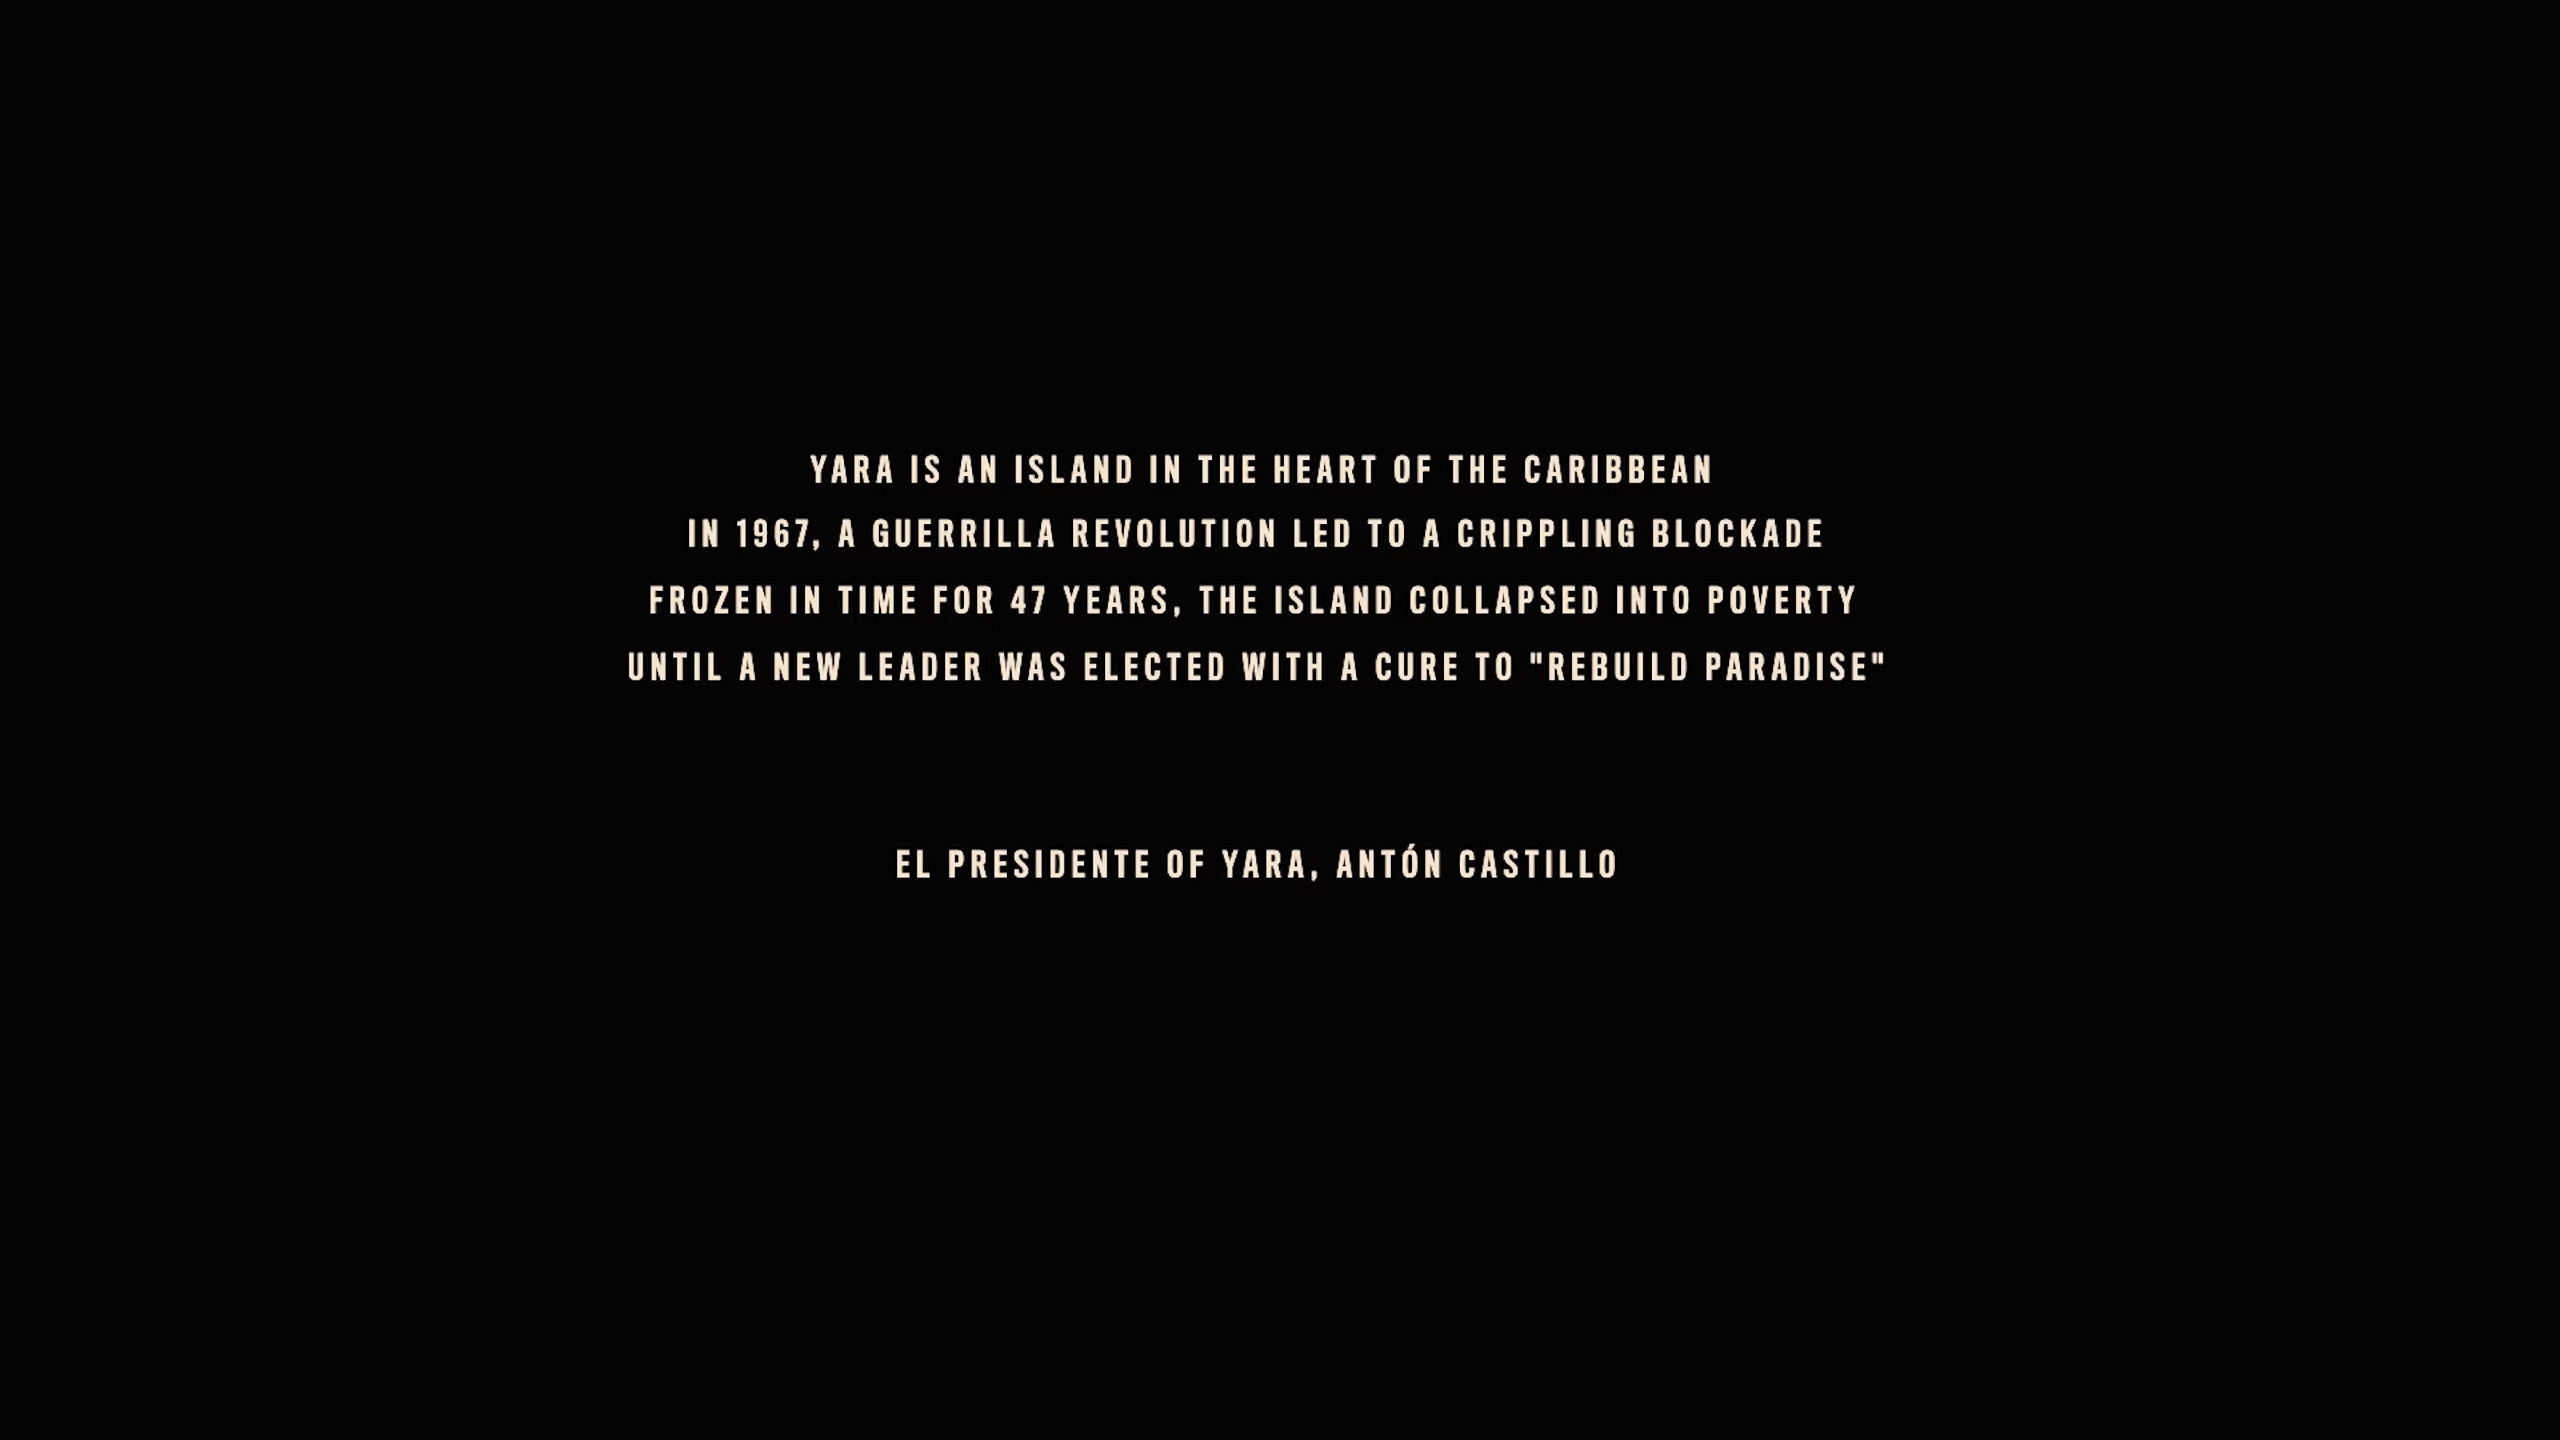 YARA IS AN ISLAND IN THE HEART OF THE CARIBBEAN
IN 1967, A GUERRILLA REVOLUTION LED TO A CRIPPLING BLOCKADE
FROZEN IN TIME FOR 47 YEARS, THE ISLAND COLLAPSED INTO POVERTY
UNTIL A NEW LEADER WAS ELECTED WITH A CURE TO "REBUILD PARADISE"
EL PRESIDENTE OF YARA, ANTÓN CASTILLO